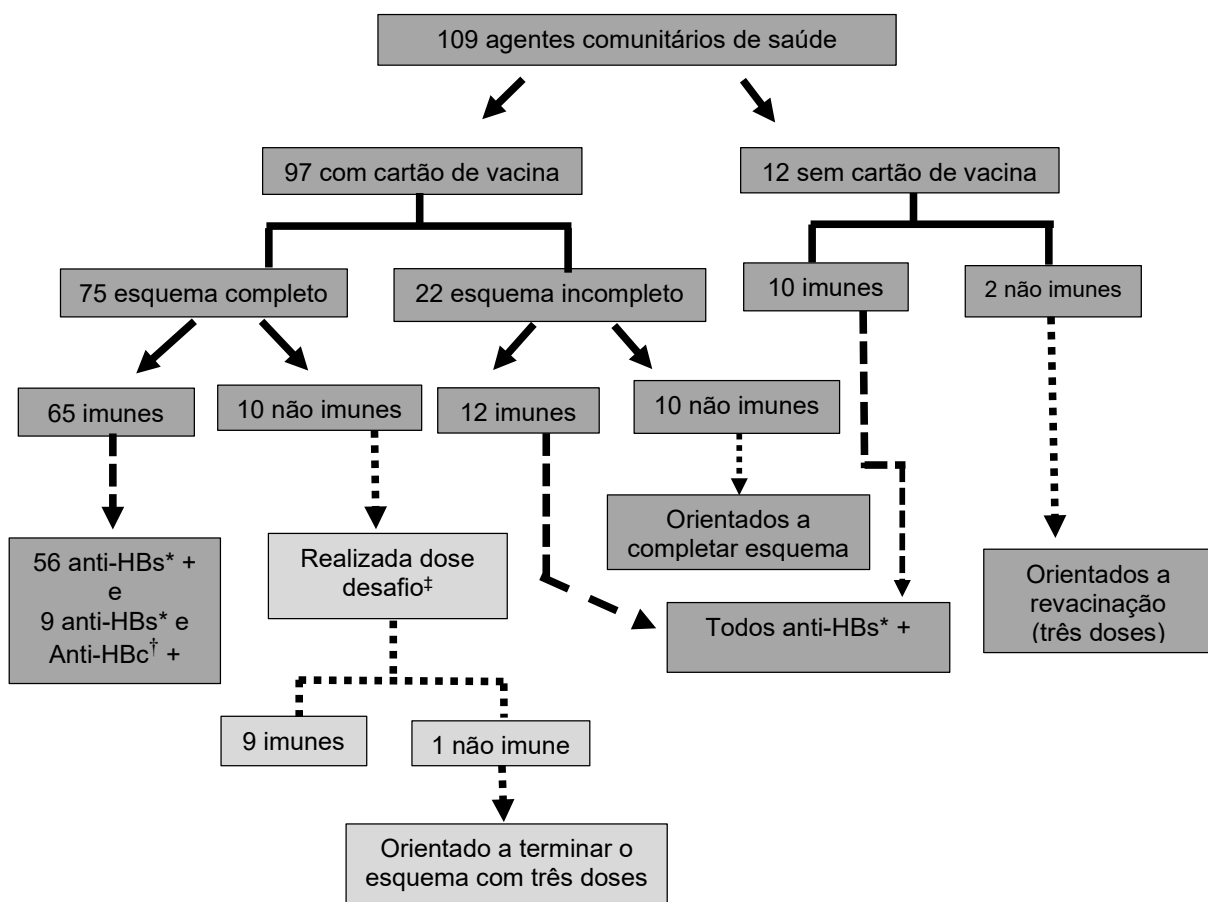 109 agentes comunitários de saúde
97 com cartão de vacina
12 sem cartão de vacina
75 esquema completo
22 esquema incompleto
10 imunes
2 não imunes
65 imunes
10 não imunes
12 imunes
10 não imunes
56 anti-HBs* +
e
9 anti-HBs* e
Anti-HBc† +
Realizada dose
desafio‡
Orientados a
completar esquema
Todos anti-HBs* +
Orientados a
revacinação
(três doses)
9 imunes
1 não imune
Orientado a terminar o
esquema com três doses